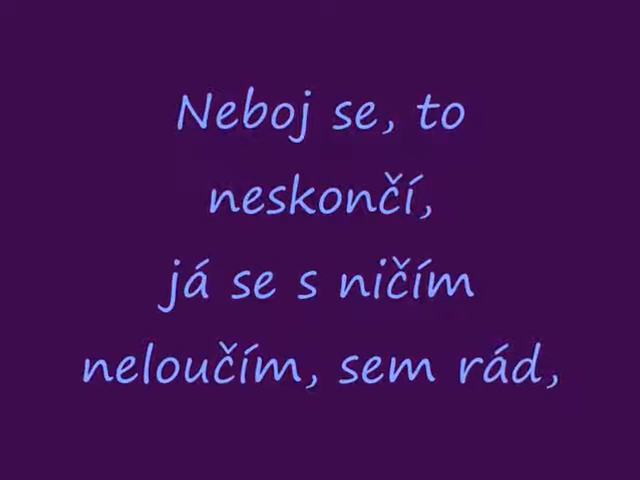 Neboj se, to
neskončí,
já se s ničím
neloučím, sem rád,